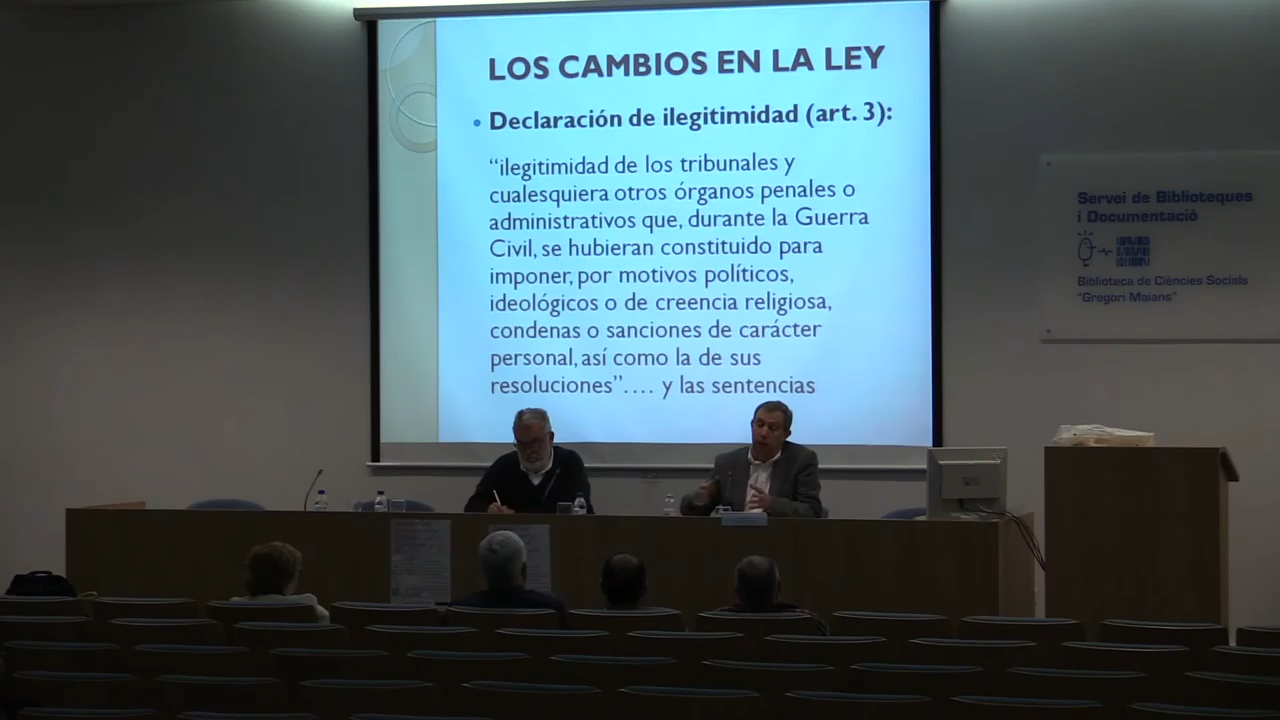 LOS CAMBIOS EN LA LEY
• Declaración de ilegitimidad (art. 3):
“ilegitimidad de los tribunales y
cualesquiera otros órganos penales o
administrativos que, durante la Guerra
Civil, se hubieran constituido para
imponer, por motivos políticos,
ideológicos o de creencia religiosa,
condenas o sanciones de carácter
personal, así como la de sus
resoluciones”…. y las sentencias
Servei de Biblioteques
i Documentació
Biblioteca de Ciències Socials
“Gregori Maians”